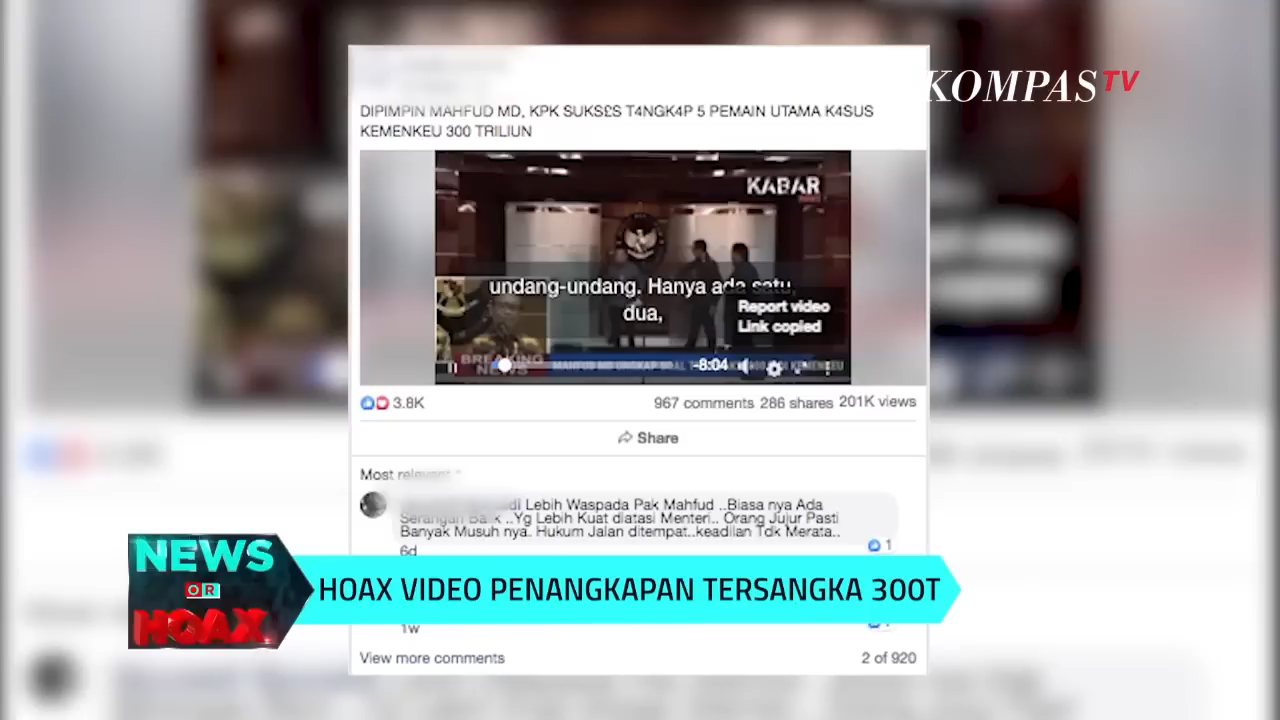 KOMPAS TV
DIPIMPIN MAHFUD MD, KPK SUKSƐS T4NGK4P 5 PEMAIN UTAMA K4SUS
KEMENKEU 300 TRILIUN
KABAR
undang-undang. Hanya ada satu,
dua,
Report video
Link copied
BREAKING
NEWS
MAHFUD MD UNGKAP
-8:04
3.8K
967 comments 286 shares 201K views
Share
Most relevant
Lebih Waspada Pak Mahfud ..Biasa nya Ada
Serangan Balik ..Yg Lebih Kuat diatasi Menteri.. Orang Jujur Pasti
Banyak Musuh nya. Hukum Jalan ditempat..keadilan Tdk Merata..
1
6d
NEWS
OR
HOAX
HOAX VIDEO PENANGKAPAN TERSANGKA 300T
1w
View more comments
2 of 920